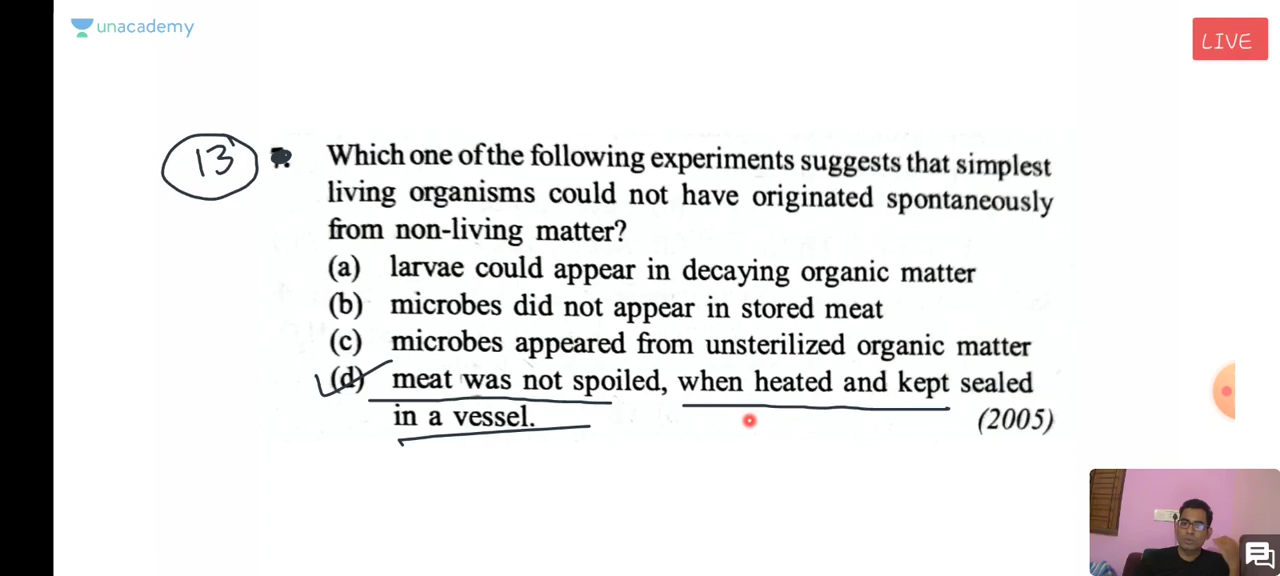 unacademy
LIVE
13
Which one of the following experiments suggests that simplest
living organisms could not have originated spontaneously
from non-living matter?
(a) larvae could appear in decaying organic matter
(b) microbes did not appear in stored meat
(c) microbes appeared from unsterilized organic matter
(d) meat was not spoiled, when heated and kept sealed
in a vessel. (2005)